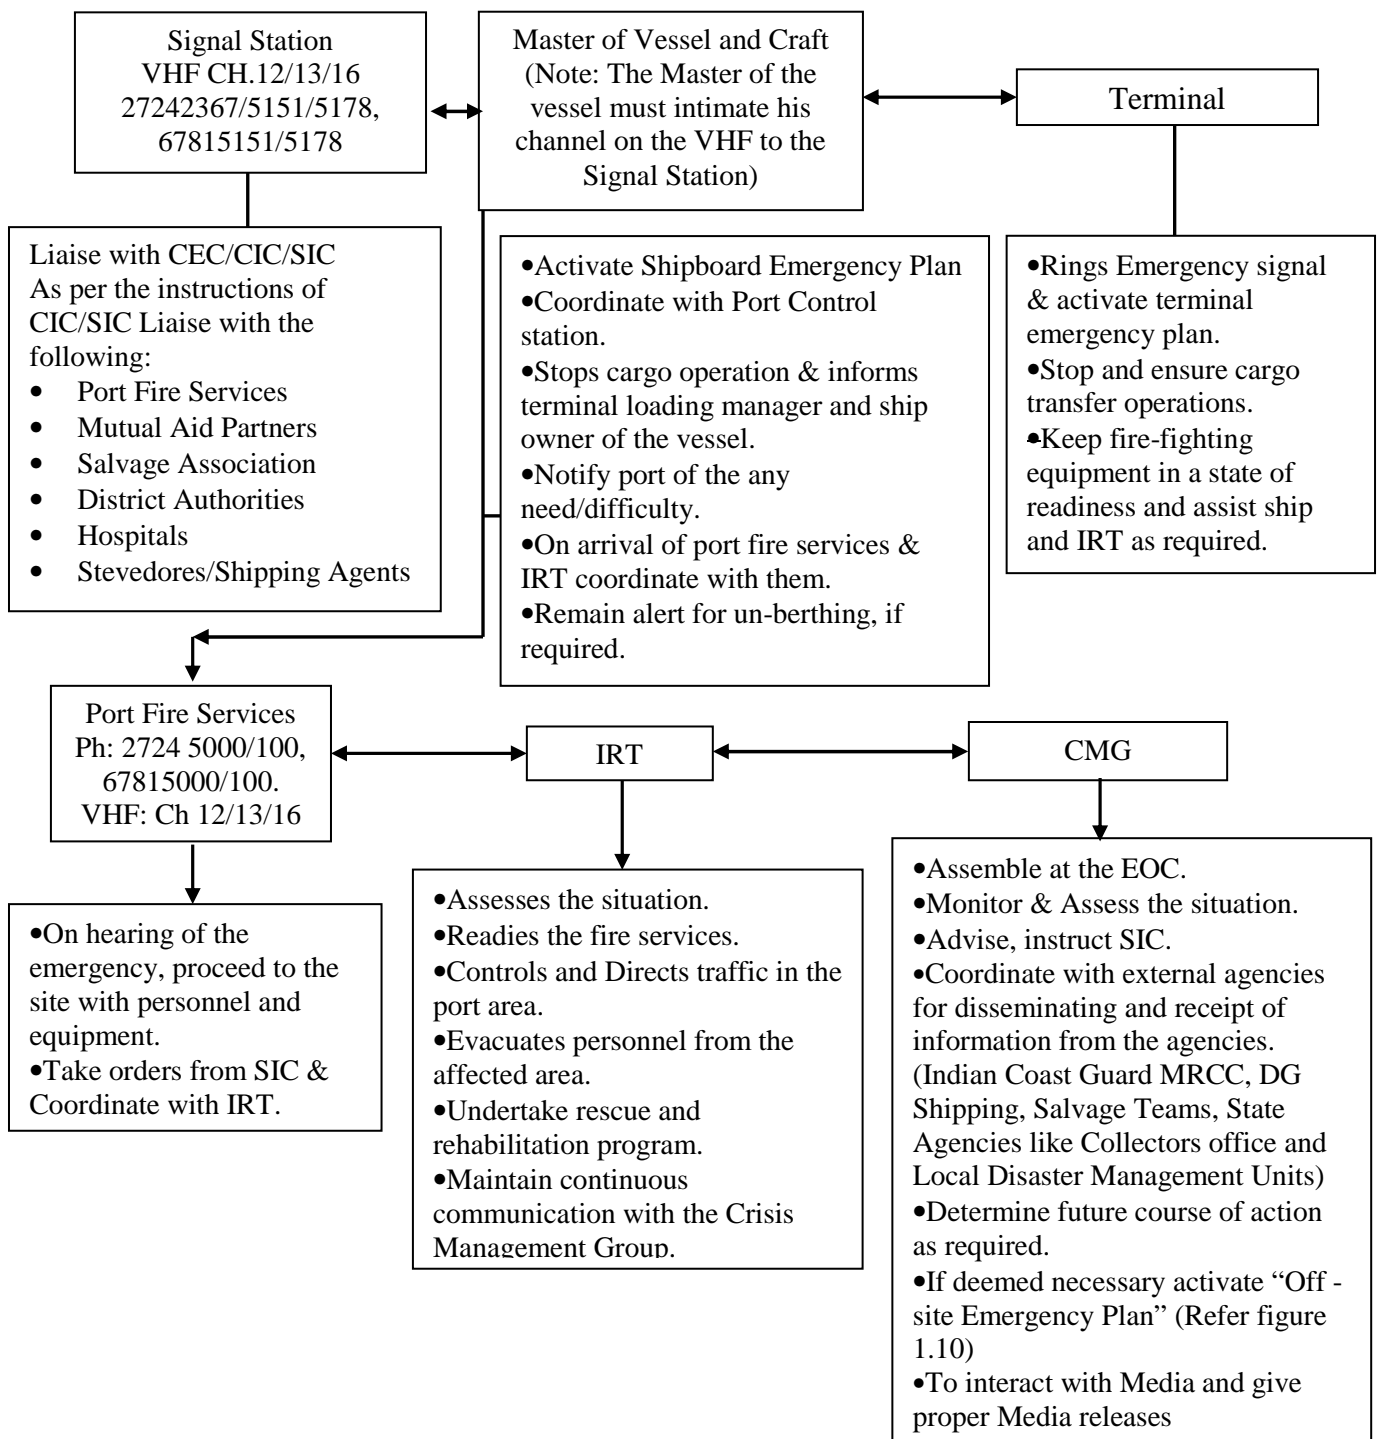 Signal Station
VHF CH.12/13/16
27242367/5151/5178,
67815151/5178
Master of Vessel and Craft
(Note: The Master of the
vessel must intimate his
channel on the VHF to the
Signal Station)
Terminal
Liaise with CEC/CIC/SIC
As per the instructions of
CIC/SIC Liaise with the
following:
• Port Fire Services
• Mutual Aid Partners
• Salvage Association
• District Authorities
• Hospitals
• Stevedores/Shipping Agents
•Activate Shipboard Emergency Plan
•Coordinate with Port Control
station.
•Stops cargo operation & informs
terminal loading manager and ship
owner of the vessel.
•Notify port of the any
need/difficulty.
•On arrival of port fire services &
IRT coordinate with them.
•Remain alert for un-berthing, if
required.
•Rings Emergency signal
& activate terminal
emergency plan.
•Stop and ensure cargo
transfer operations.
•Keep fire-fighting
equipment in a state of
readiness and assist ship
and IRT as required.
Port Fire Services
Ph: 2724 5000/100,
67815000/100.
VHF: Ch 12/13/16
IRT
CMG
•On hearing of the
emergency, proceed to the
site with personnel and
equipment.
•Take orders from SIC &
Coordinate with IRT.
•Assesses the situation.
•Readies the fire services.
•Controls and Directs traffic in the
port area.
•Evacuates personnel from the
affected area.
•Undertake rescue and
rehabilitation program.
•Maintain continuous
communication with the Crisis
Management Group.
•Assemble at the EOC.
•Monitor & Assess the situation.
•Advise, instruct SIC.
•Coordinate with external agencies
for disseminating and receipt of
information from the agencies.
(Indian Coast Guard MRCC, DG
Shipping, Salvage Teams, State
Agencies like Collectors office and
Local Disaster Management Units)
•Determine future course of action
as required.
•If deemed necessary activate “Off -
site Emergency Plan” (Refer figure
1.10)
•To interact with Media and give
proper Media releases